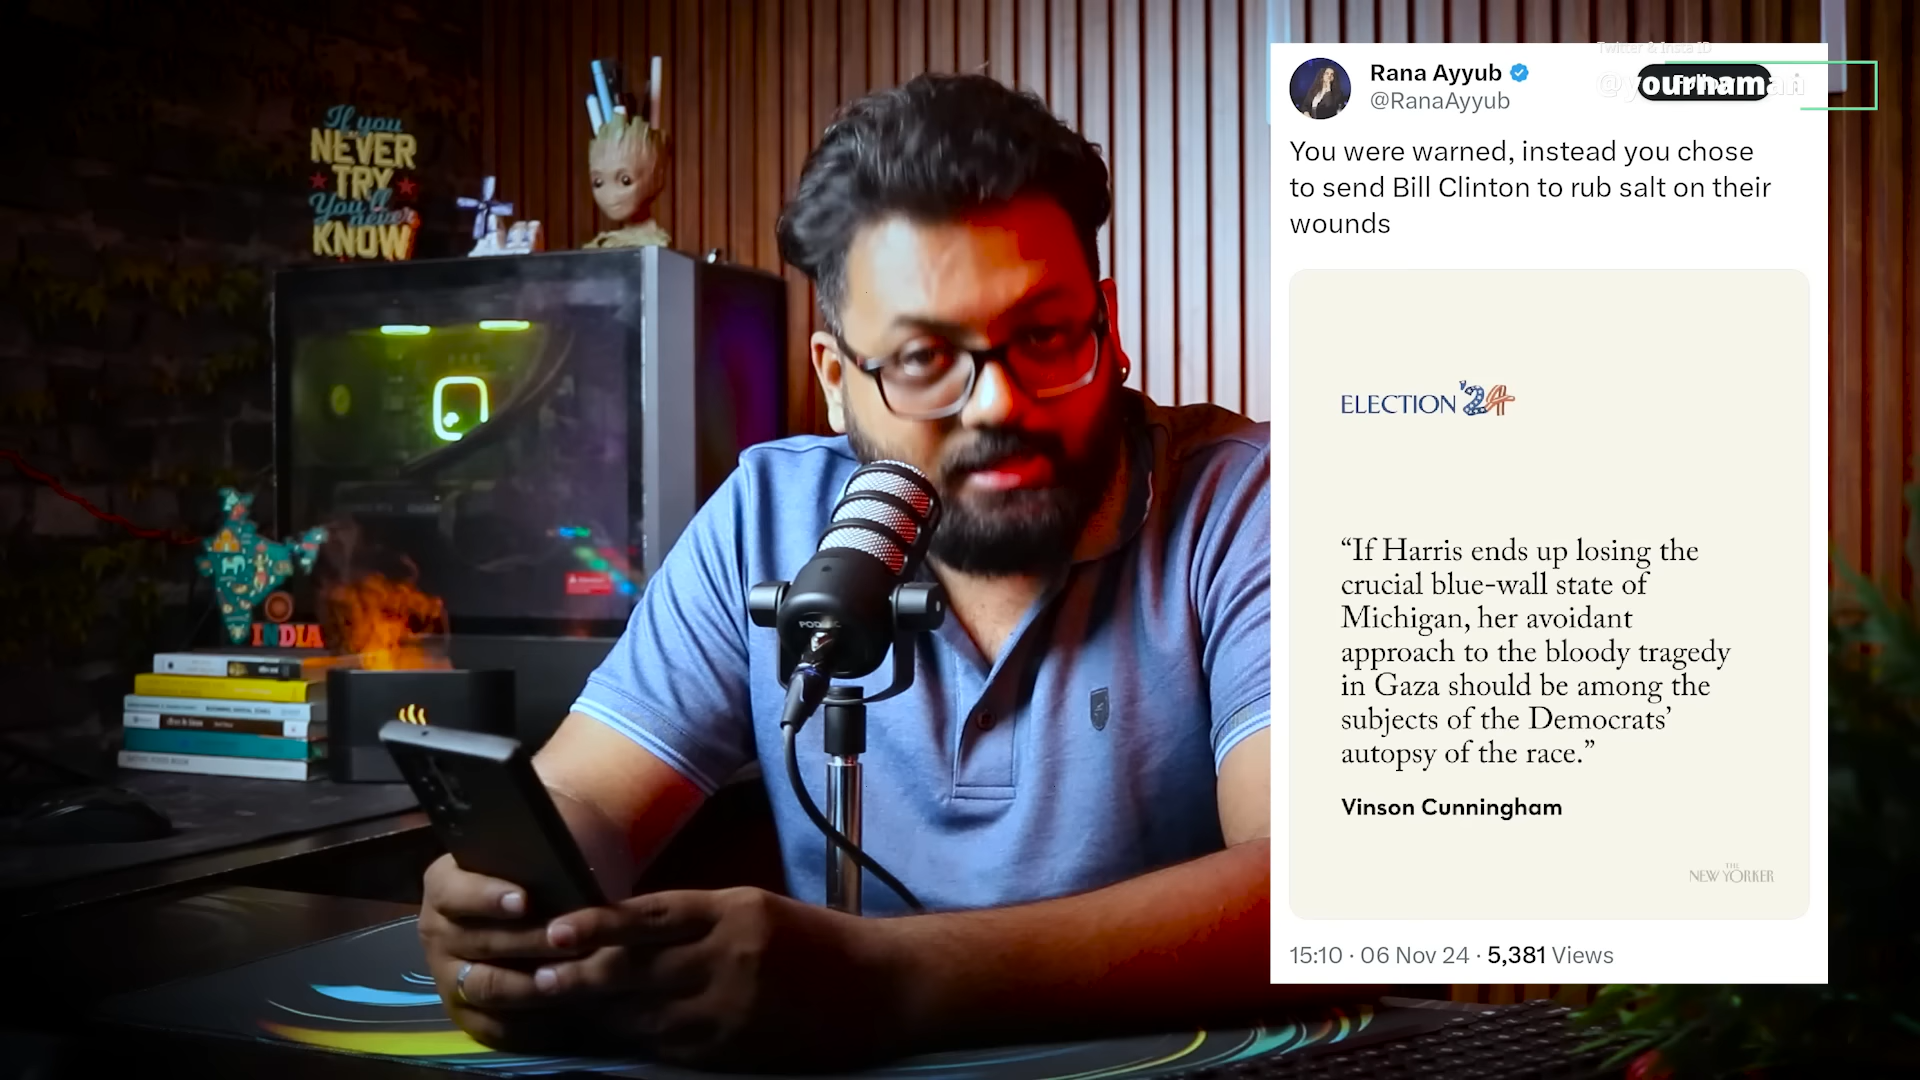 If you
NEVER
TRY
You'll
never
KNOW
INDIA
Rana Ayyub
@RanaAyyub
Twitter & Insta ID
You were warned, instead you chose
to send Bill Clinton to rub salt on their
wounds
ELECTION '24
“If Harris ends up losing the
crucial blue-wall state of
Michigan, her avoidant
approach to the bloody tragedy
in Gaza should be among the
subjects of the Democrats’
autopsy of the race.”
Vinson Cunningham
THE
NEW YORKER
15:10 · 06 Nov 24 · 5,381 Views